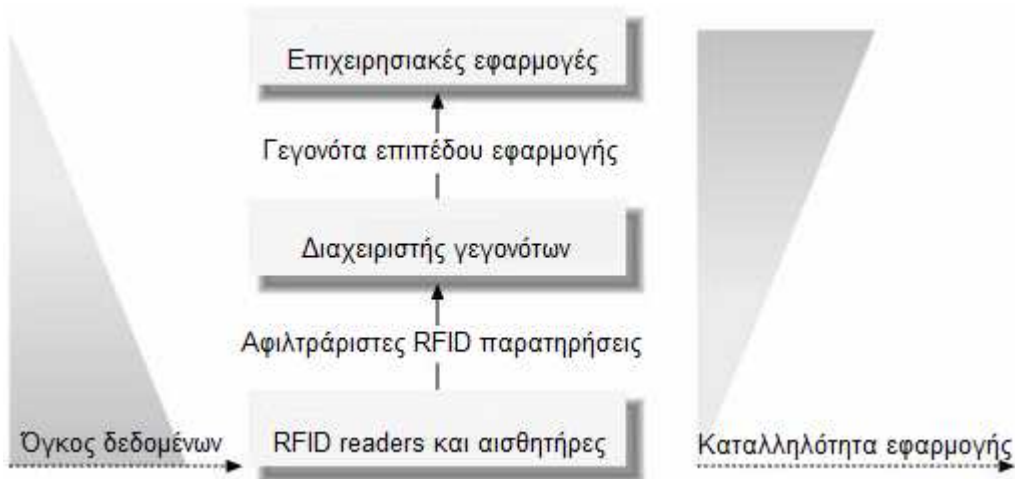 Επιχειρησιακές εφαρμογές
Γεγονότα επιπέδου εφαρμογής
Διαχειριστής γεγονότων
Αφιλτράριστες RFID παρατηρήσεις
Όγκος δεδομένων
RFID readers και αισθητήρες
Καταλληλότητα εφαρμογής